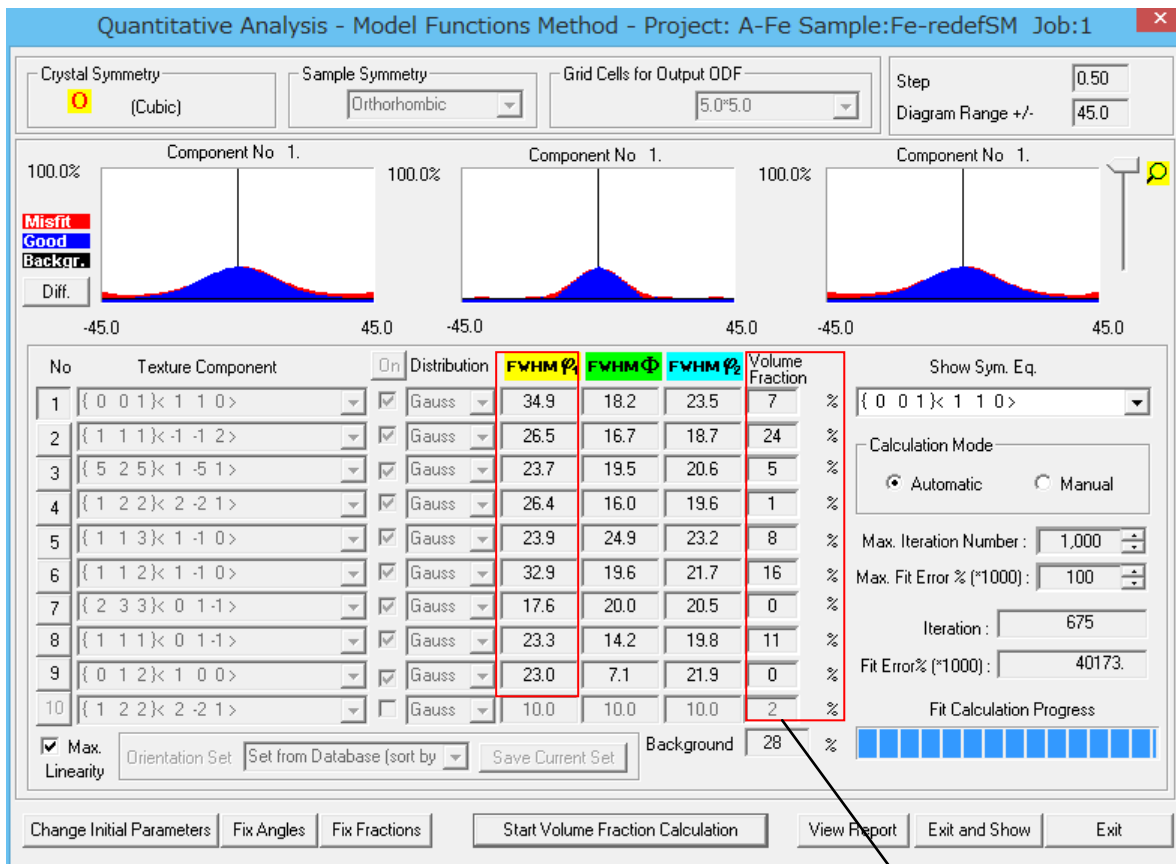 Quantitative Analysis - Model Functions Method - Project: A-Fe Sample:Fe-redefSM Job:1
Crystal Symmetry
O (Cubic)
Sample Symmetry
Orthorhombic
Grid Cells for Output ODF
5.0*5.0
Step 0.50
Diagram Range +/- 45.0
Component No 1. Component No 1. Component No 1.
100.0% 100.0% 100.0%
Misfit
Good
Backgr.
Diff.
-45.0 45.0 -45.0 45.0 -45.0 45.0
No Texture Component On Distribution FWHM φ1 FWHM Φ FWHM φ2 Volume Fraction
1 { 0 0 1}< 1 1 0> Gauss 34.9 18.2 23.5 7 %
2 { 1 1 1}< -1 -1 2> Gauss 26.5 16.7 18.7 24 %
3 { 5 2 5}< 1 -5 1> Gauss 23.7 19.5 20.6 5 %
4 { 1 2 2}< 2 -2 1> Gauss 26.4 16.0 19.6 1 %
5 { 1 1 3}< 1 -1 0> Gauss 23.9 24.9 23.2 8 %
6 { 1 1 2}< 1 -1 0> Gauss 32.9 19.6 21.7 16 %
7 { 2 3 3}< 0 1 -1> Gauss 17.6 20.0 20.5 0 %
8 { 1 1 1}< 0 1 -1> Gauss 23.3 14.2 19.8 11 %
9 { 0 1 2}< 1 0 0> Gauss 23.0 7.1 21.9 0 %
10 { 1 2 2}< 2 -2 1> Gauss 10.0 10.0 10.0 2 %
Show Sym. Eq.
{ 0 0 1}< 1 1 0>
Calculation Mode
Automatic Manual
Max. Iteration Number : 1,000
Max. Fit Error % (*1000) : 100
Iteration : 675
Fit Error% (*1000) : 40173.
Fit Calculation Progress
Max. Linearity
Orientation Set Set from Database (sort by
Save Current Set
Background 28 %
Change Initial Parameters Fix Angles Fix Fractions Start Volume Fraction Calculation View Report Exit and Show Exit